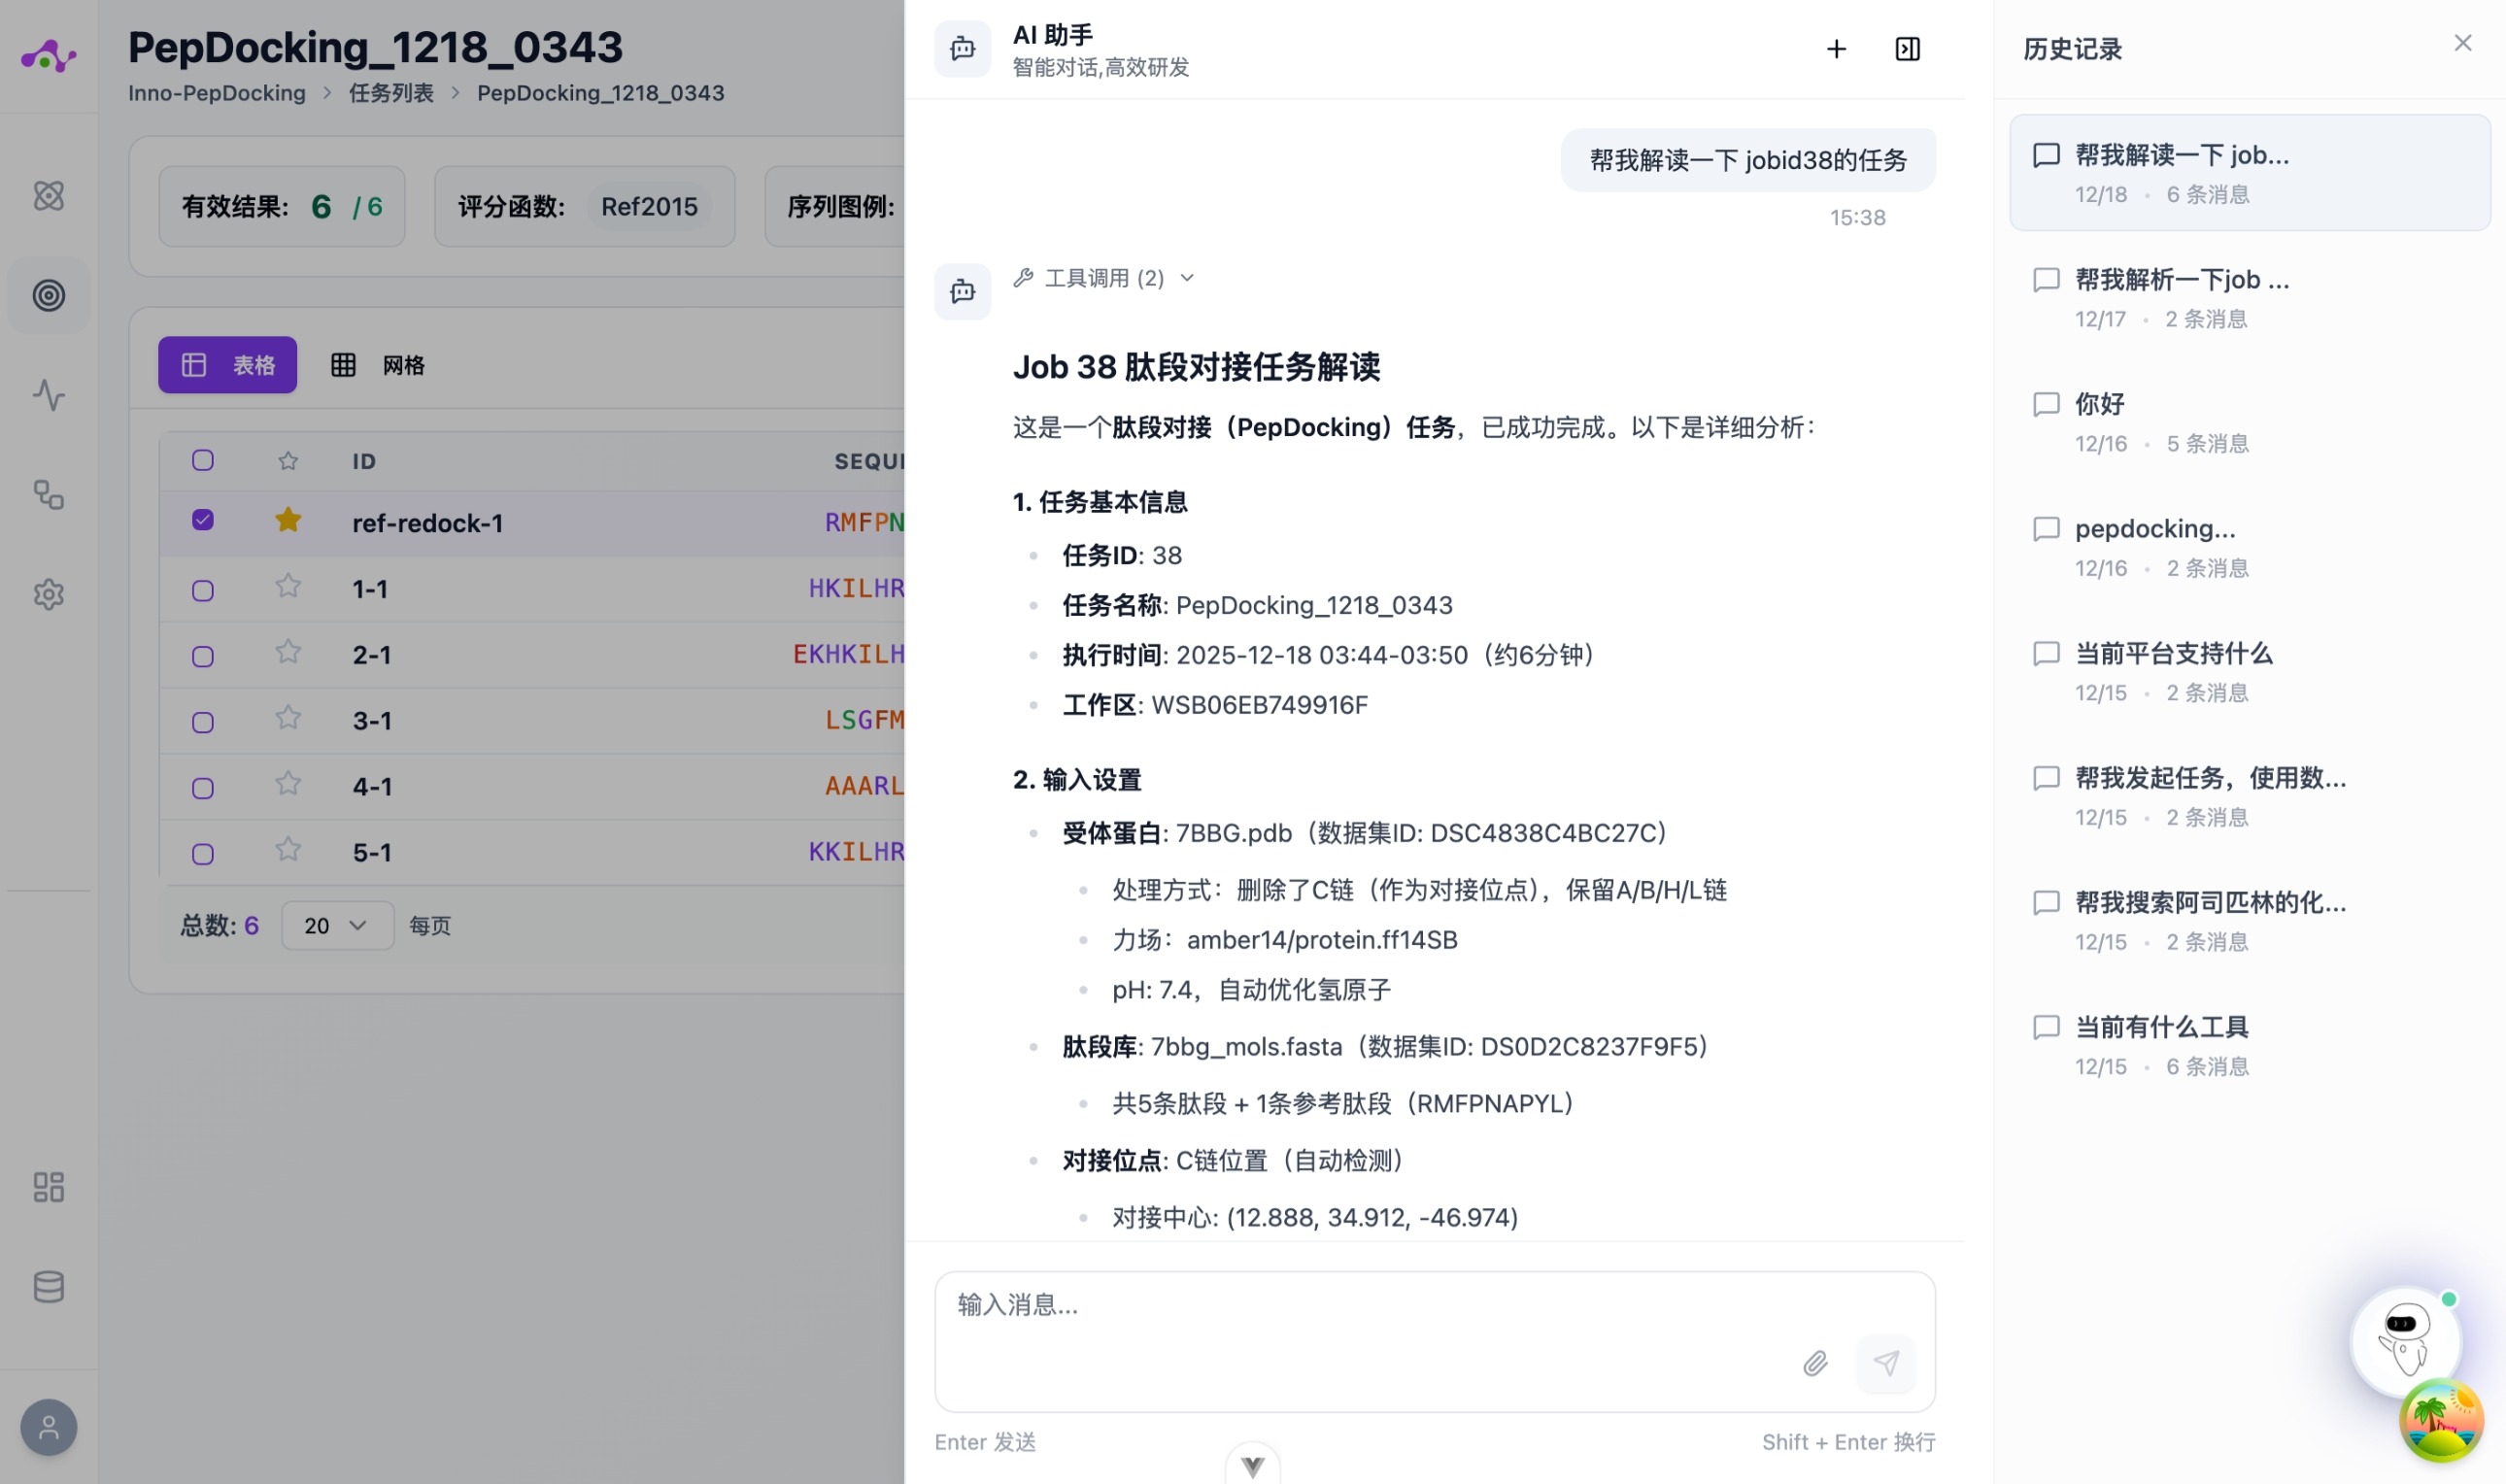 PepDocking_1218_0343
Inno-PepDocking > 任务列表 > PepDocking_1218_0343
有效结果: 6 / 6
评分函数: Ref2015
序列图例:
表格
网格
ID SEQU
ref-redock-1 RMFPN
1-1 HKILHR
2-1 EKHKILH
3-1 LSGFM
4-1 AAARL
5-1 KKILHR
总数: 6 20 每页
AI 助手
智能对话,高效研发
帮我解读一下 jobid38的任务
15:38
工具调用 (2)
Job 38 肽段对接任务解读
这是一个肽段对接（PepDocking）任务，已成功完成。以下是详细分析：
1. 任务基本信息
任务ID: 38
任务名称: PepDocking_1218_0343
执行时间: 2025-12-18 03:44-03:50（约6分钟）
工作区: WSB06EB749916F
2. 输入设置
受体蛋白: 7BBG.pdb（数据集ID: DSC4838C4BC27C）
处理方式：删除了C链（作为对接位点），保留A/B/H/L链
力场：amber14/protein.ff14SB
pH: 7.4，自动优化氢原子
肽段库: 7bbg_mols.fasta（数据集ID: DS0D2C8237F9F5）
共5条肽段 + 1条参考肽段（RMFPNAPYL）
对接位点: C链位置（自动检测）
对接中心: (12.888, 34.912, -46.974)
输入消息...
Enter 发送
Shift + Enter 换行
历史记录
帮我解读一下 job...
12/18 • 6 条消息
帮我解析一下job ...
12/17 • 2 条消息
你好
12/16 • 5 条消息
pepdocking...
12/16 • 2 条消息
当前平台支持什么
12/15 • 2 条消息
帮我发起任务，使用数...
12/15 • 2 条消息
帮我搜索阿司匹林的化...
12/15 • 2 条消息
当前有什么工具
12/15 • 6 条消息